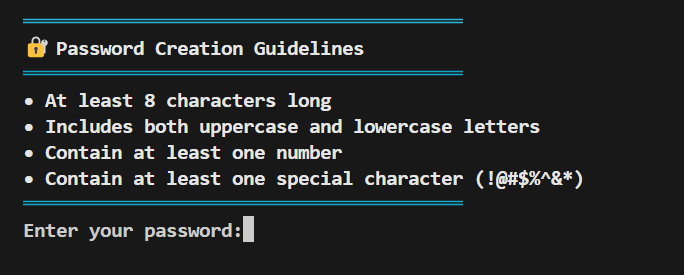 🔐 Password Creation Guidelines
• At least 8 characters long
• Includes both uppercase and lowercase letters
• Contain at least one number
• Contain at least one special character (!@#$%^&*)
Enter your password: